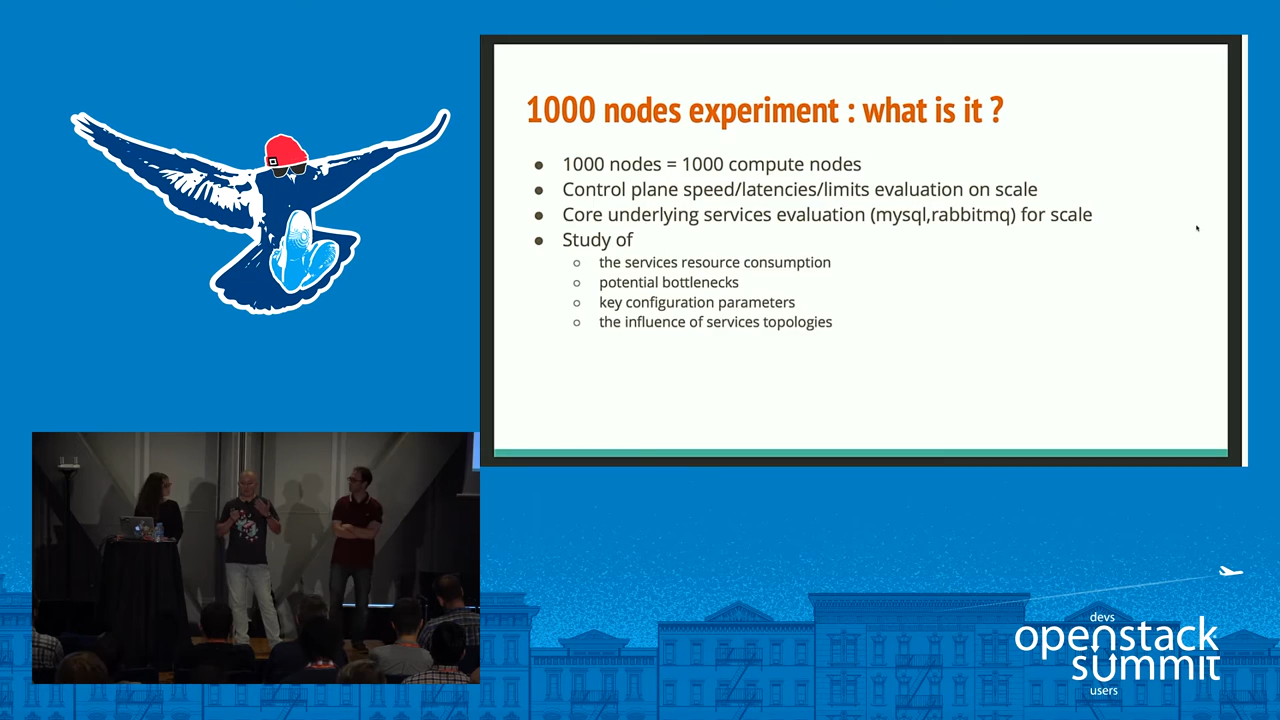 1000 nodes experiment : what is it ?
● 1000 nodes = 1000 compute nodes
● Control plane speed/latencies/limits evaluation on scale
● Core underlying services evaluation (mysql,rabbitmq) for scale
● Study of
○ the services resource consumption
○ potential bottlenecks
○ key configuration parameters
○ the influence of services topologies
devs
openstack
summit
users